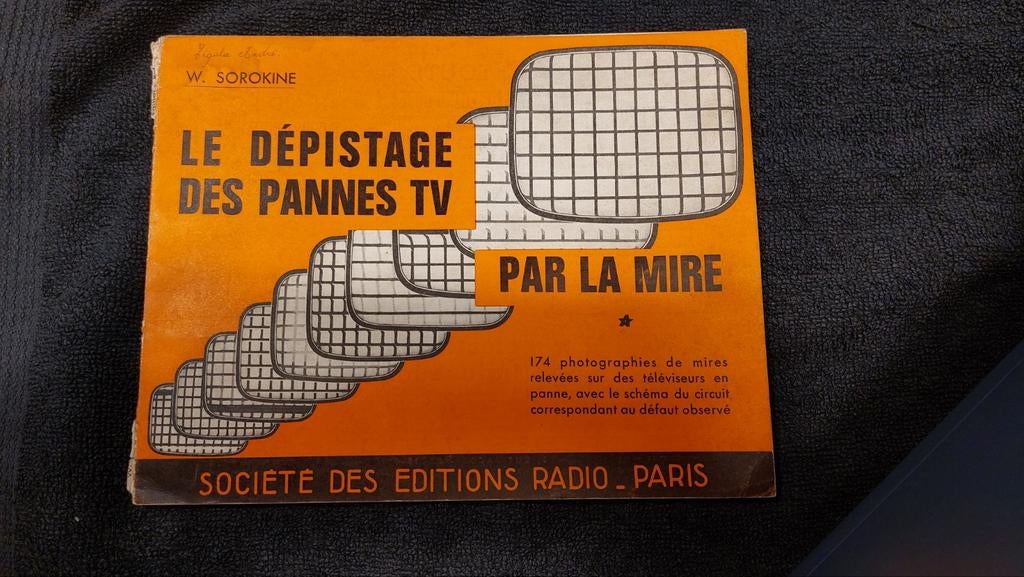 W. SOROKINE
LE DÉPISTAGE
DES PANNES TV
PAR LA MIRE
174 photographies de mires
relevées sur des téléviseurs en
panne, avec le schéma du circuit
correspondant au défaut observé
SOCIÉTÉ DES EDITIONS RADIO _ PARIS